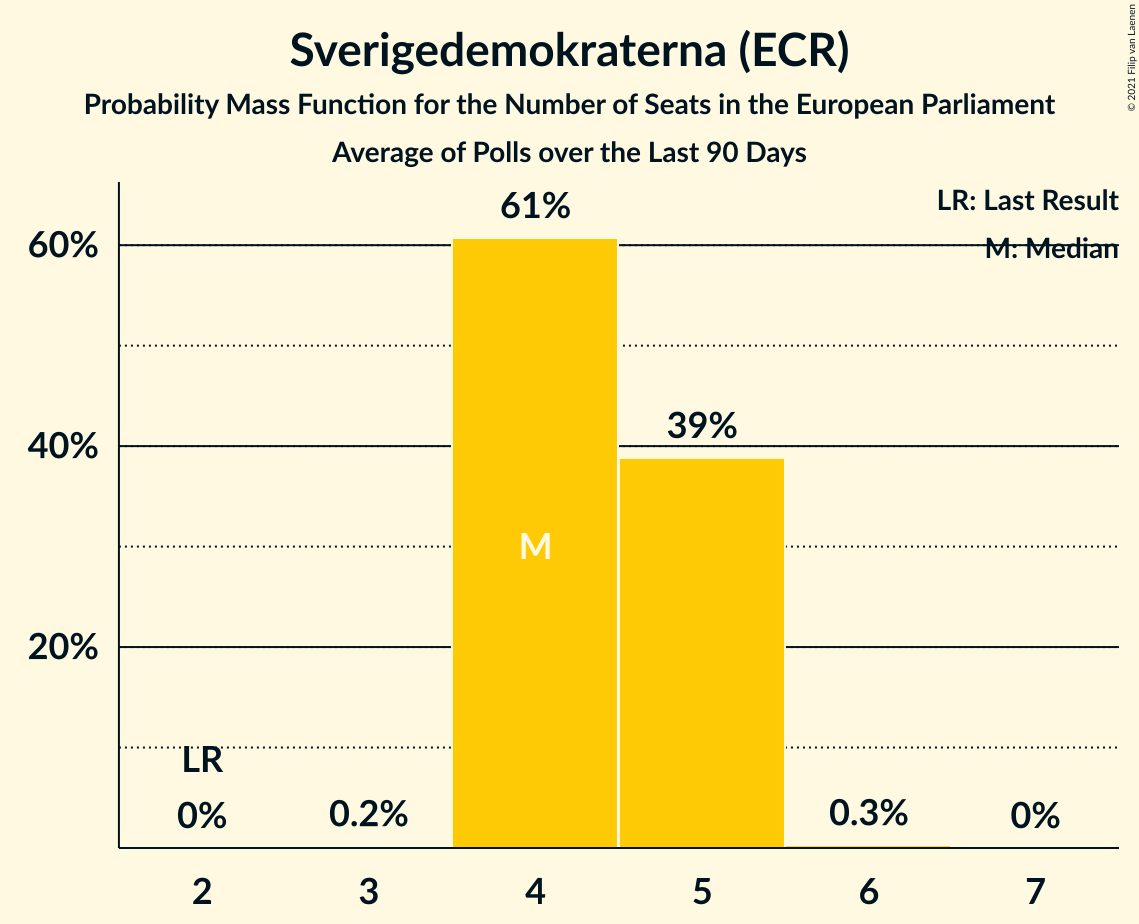 Sverigedemokraterna (ECR)
Probability Mass Function for the Number of Seats in the European Parliament
Average of Polls over the Last 90 Days
© 2021 Filip van Laenen
LR: Last Result
M: Median
61%
60%
39%
40%
M
20%
LR
0%
0.2%
0.3%
0%
2
3
4
5
6
7